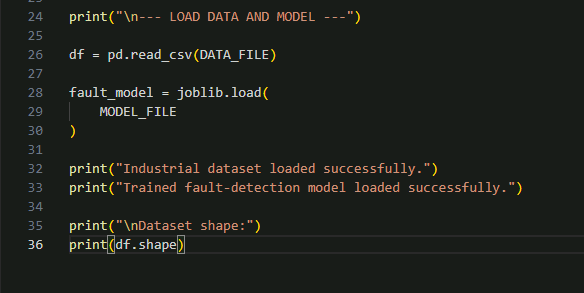 24 print("\n--- LOAD DATA AND MODEL ---")
25
26 df = pd.read_csv(DATA_FILE)
27
28 fault_model = joblib.load(
29     MODEL_FILE
30 )
31
32 print("Industrial dataset loaded successfully.")
33 print("Trained fault-detection model loaded successfully.")
34
35 print("\nDataset shape:")
36 print(df.shape)